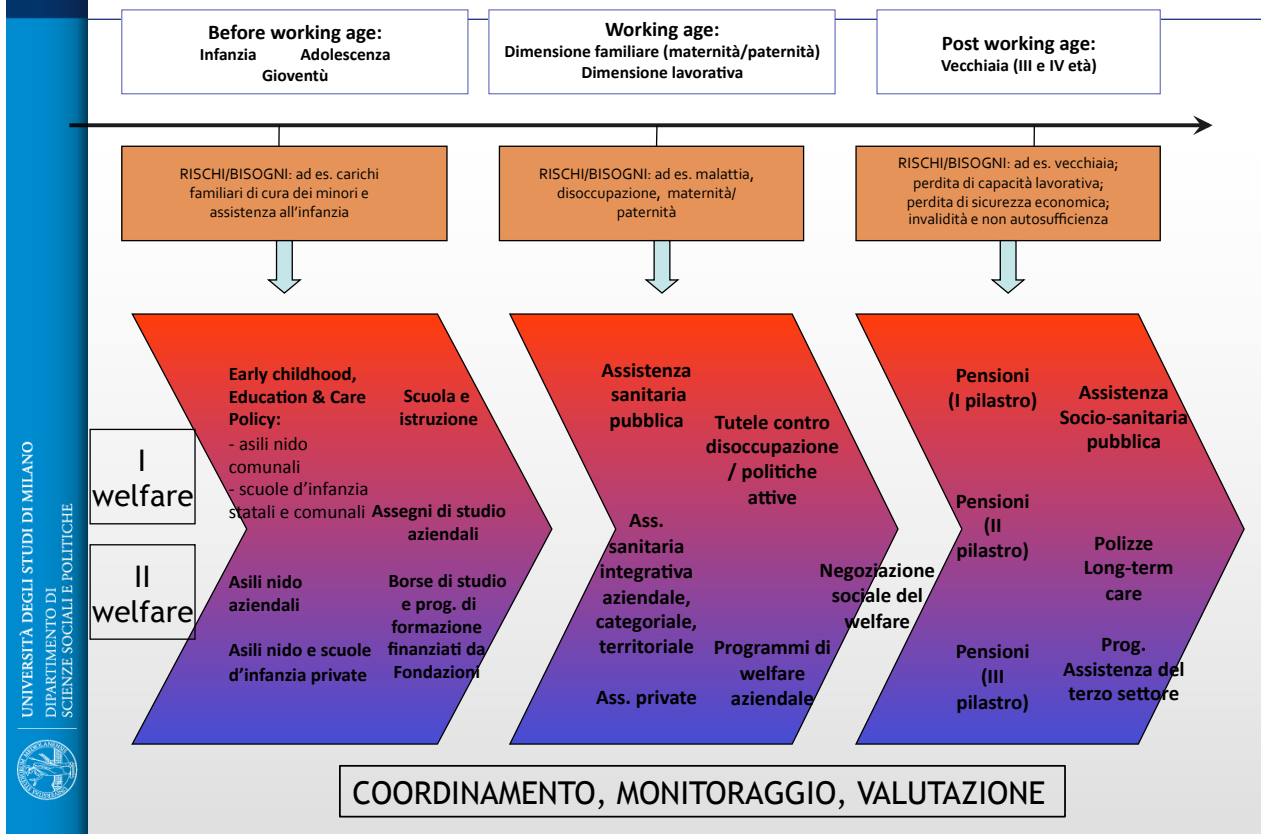 Before working age:
Infanzia Adolescenza
Gioventù
Working age:
Dimensione familiare (maternità/paternità)
Dimensione lavorativa
Post working age:
Vecchiaia (III e IV età)
RISCHI/BISOGNI: ad es. carichi
familiari di cura dei minori e
assistenza all'infanzia
RISCHI/BISOGNI: ad es. malattia,
disoccupazione, maternità/
paternità
RISCHI/BISOGNI: ad es. vecchiaia;
perdita di capacità lavorativa;
perdita di sicurezza economica;
invalidità e non autosufficienza
I
welfare
II
welfare
Early childhood,
Education & Care
Policy:
- asili nido
comunali
- scuole d'infanzia
statali e comunali
Scuola e
istruzione
Assegni di studio
aziendali
Asili nido
aziendali
Borse di studio
e prog. di
formazione
finanziati da
Fondazioni
Asili nido e scuole
d'infanzia private
Assistenza
sanitaria
pubblica
Tutele contro
disoccupazione
/ politiche
attive
Ass.
sanitaria
integrativa
aziendale,
categoriale,
territoriale
Negoziazione
sociale del
welfare
Programmi di
welfare
aziendale
Ass. private
Pensioni
(I pilastro)
Assistenza
Socio-sanitaria
pubblica
Pensioni
(II
pilastro)
Polizze
Long-term
care
Pensioni
(III
pilastro)
Prog.
Assistenza del
terzo settore
COORDINAMENTO, MONITORAGGIO, VALUTAZIONE
UNIVERSITÀ DEGLI STUDI DI MILANO
DIPARTIMENTO DI
SCIENZE SOCIALI E POLITICHE